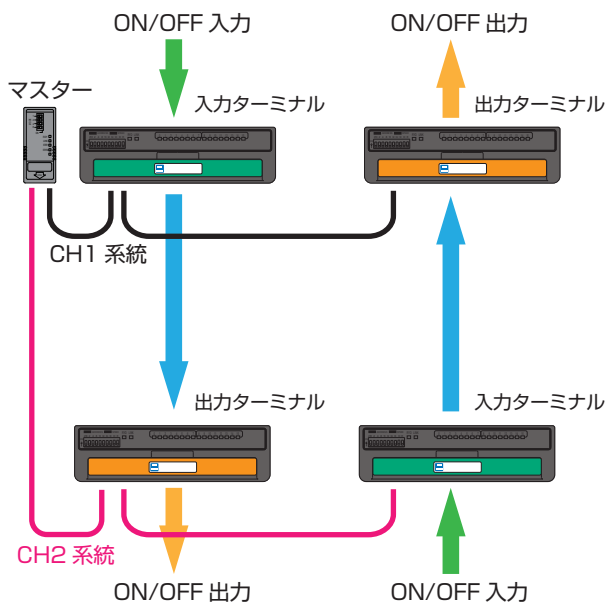 ON/OFF 入力
ON/OFF 出力
マスター
入力ターミナル
出力ターミナル
CH1 系統
出力ターミナル
入力ターミナル
CH2 系統
ON/OFF 出力
ON/OFF 入力